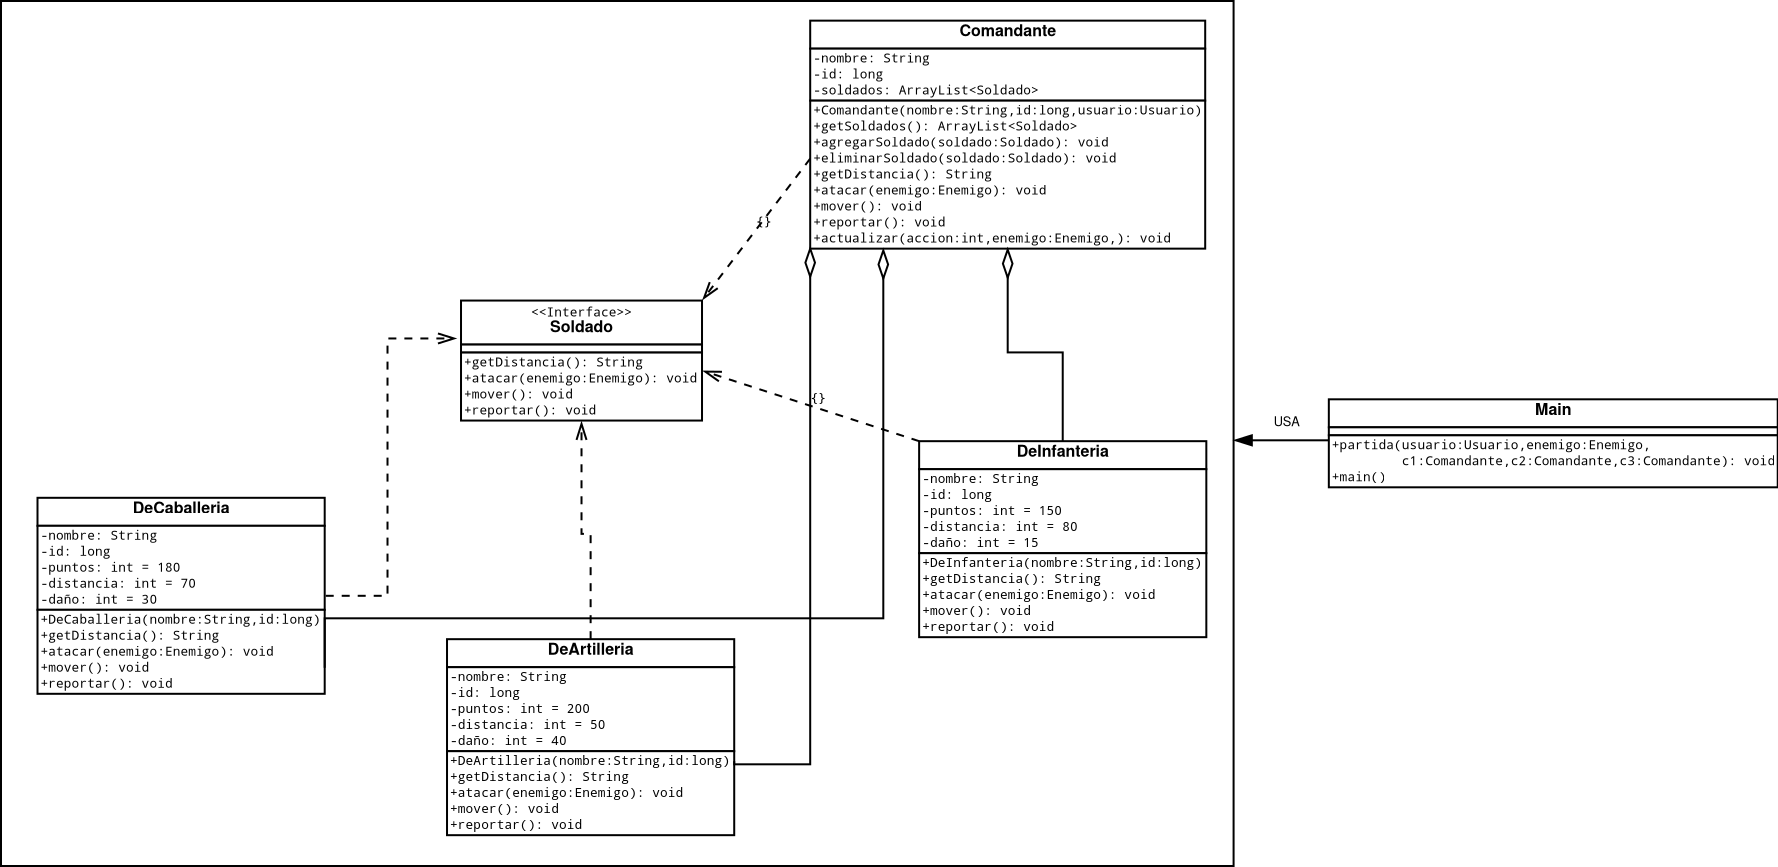 Comandante
-nombre: String
-id: long
-soldados: ArrayList<Soldado>
+Comandante(nombre:String,id:long,usuario:Usuario)
+getSoldados(): ArrayList<Soldado>
+agregarSoldado(soldado:Soldado): void
+eliminarSoldado(soldado:Soldado): void
+getDistancia(): String
+atacar(enemigo:Enemigo): void
+mover(): void
+reportar(): void
+actualizar(accion:int,enemigo:Enemigo,): void
{}
<<Interface>>
Soldado
+getDistancia(): String
+atacar(enemigo:Enemigo): void
+mover(): void
+reportar(): void
{}
Main
+partida(usuario:Usuario,enemigo:Enemigo,
c1:Comandante,c2:Comandante,c3:Comandante): void
+main()
USA
DeInfanteria
-nombre: String
-id: long
-puntos: int = 150
-distancia: int = 80
-daño: int = 15
+DeInfanteria(nombre:String,id:long)
+getDistancia(): String
+atacar(enemigo:Enemigo): void
+mover(): void
+reportar(): void
DeCaballeria
-nombre: String
-id: long
-puntos: int = 180
-distancia: int = 70
-daño: int = 30
+DeCaballeria(nombre:String,id:long)
+getDistancia(): String
+atacar(enemigo:Enemigo): void
+mover(): void
+reportar(): void
DeArtilleria
-nombre: String
-id: long
-puntos: int = 200
-distancia: int = 50
-daño: int = 40
+DeArtilleria(nombre:String,id:long)
+getDistancia(): String
+atacar(enemigo:Enemigo): void
+mover(): void
+reportar(): void